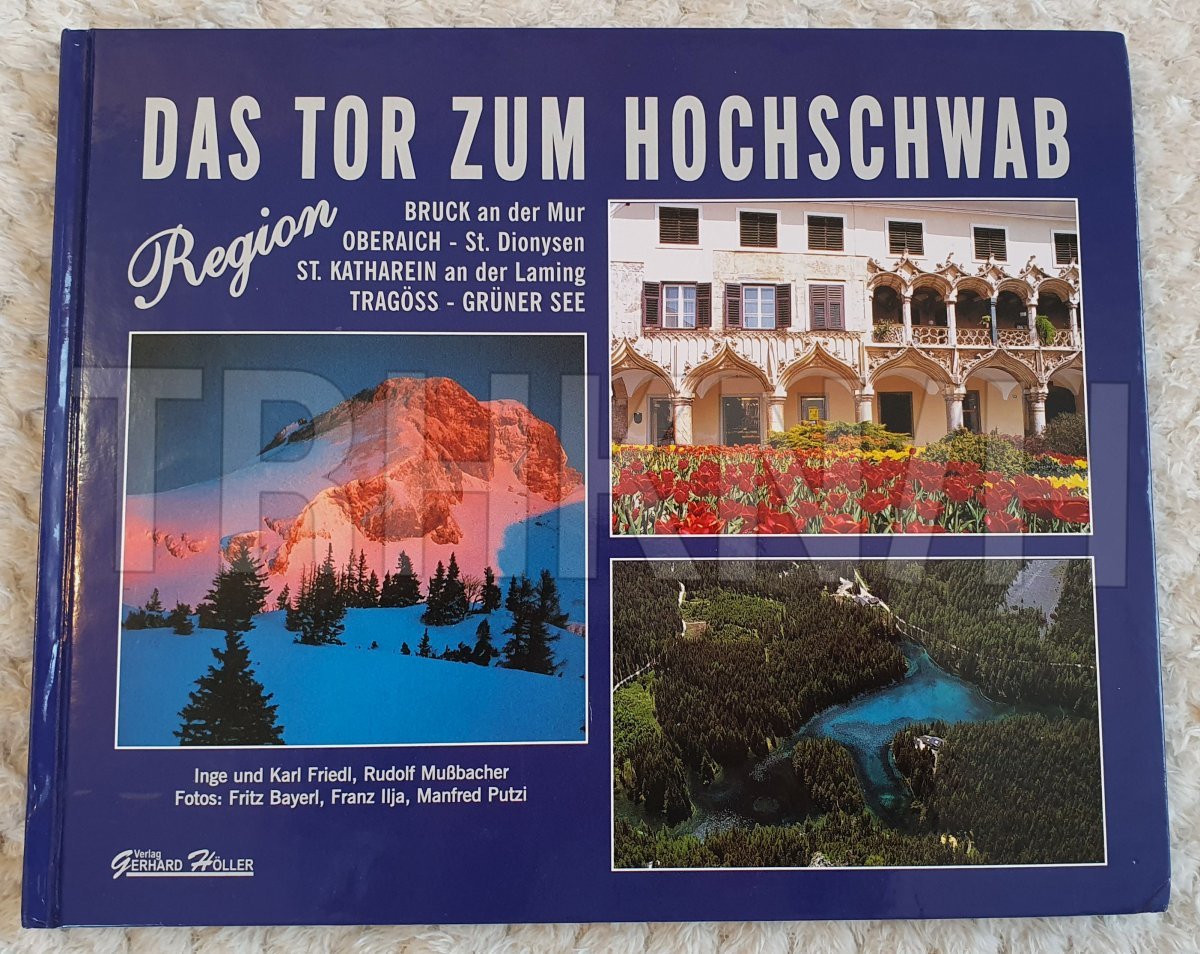 DAS TOR ZUM HOCHSCHWAB
Region
BRUCK an der Mur
OBERAICH - St. Dionysen
ST. KATHAREIN an der Laming
TRAGÖSS - GRÜNER SEE
Inge und Karl Friedl, Rudolf Mußbacher
Fotos: Fritz Bayerl, Franz Ilja, Manfred Putzi
Verlag
GERHARD HÖLLER